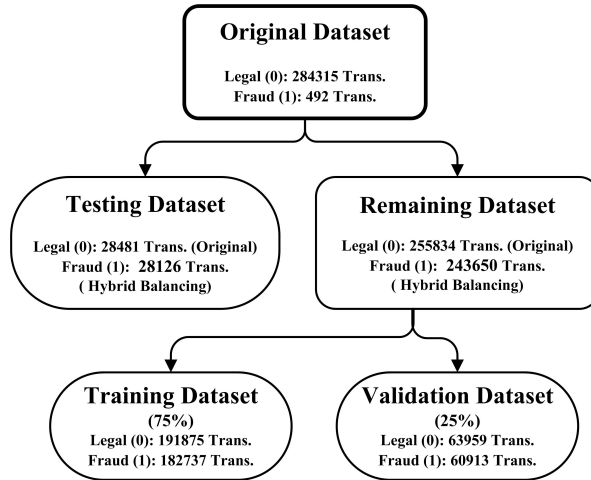 Original Dataset
Legal (0): 284315 Trans.
Fraud (1): 492 Trans.
Testing Dataset
Legal (0): 28481 Trans. (Original)
Fraud (1): 28126 Trans.
( Hybrid Balancing)
Remaining Dataset
Legal (0): 255834 Trans. (Original)
Fraud (1): 243650 Trans.
( Hybrid Balancing)
Training Dataset
(75%)
Legal (0): 191875 Trans.
Fraud (1): 182737 Trans.
Validation Dataset
(25%)
Legal (0): 63959 Trans.
Fraud (1): 60913 Trans.